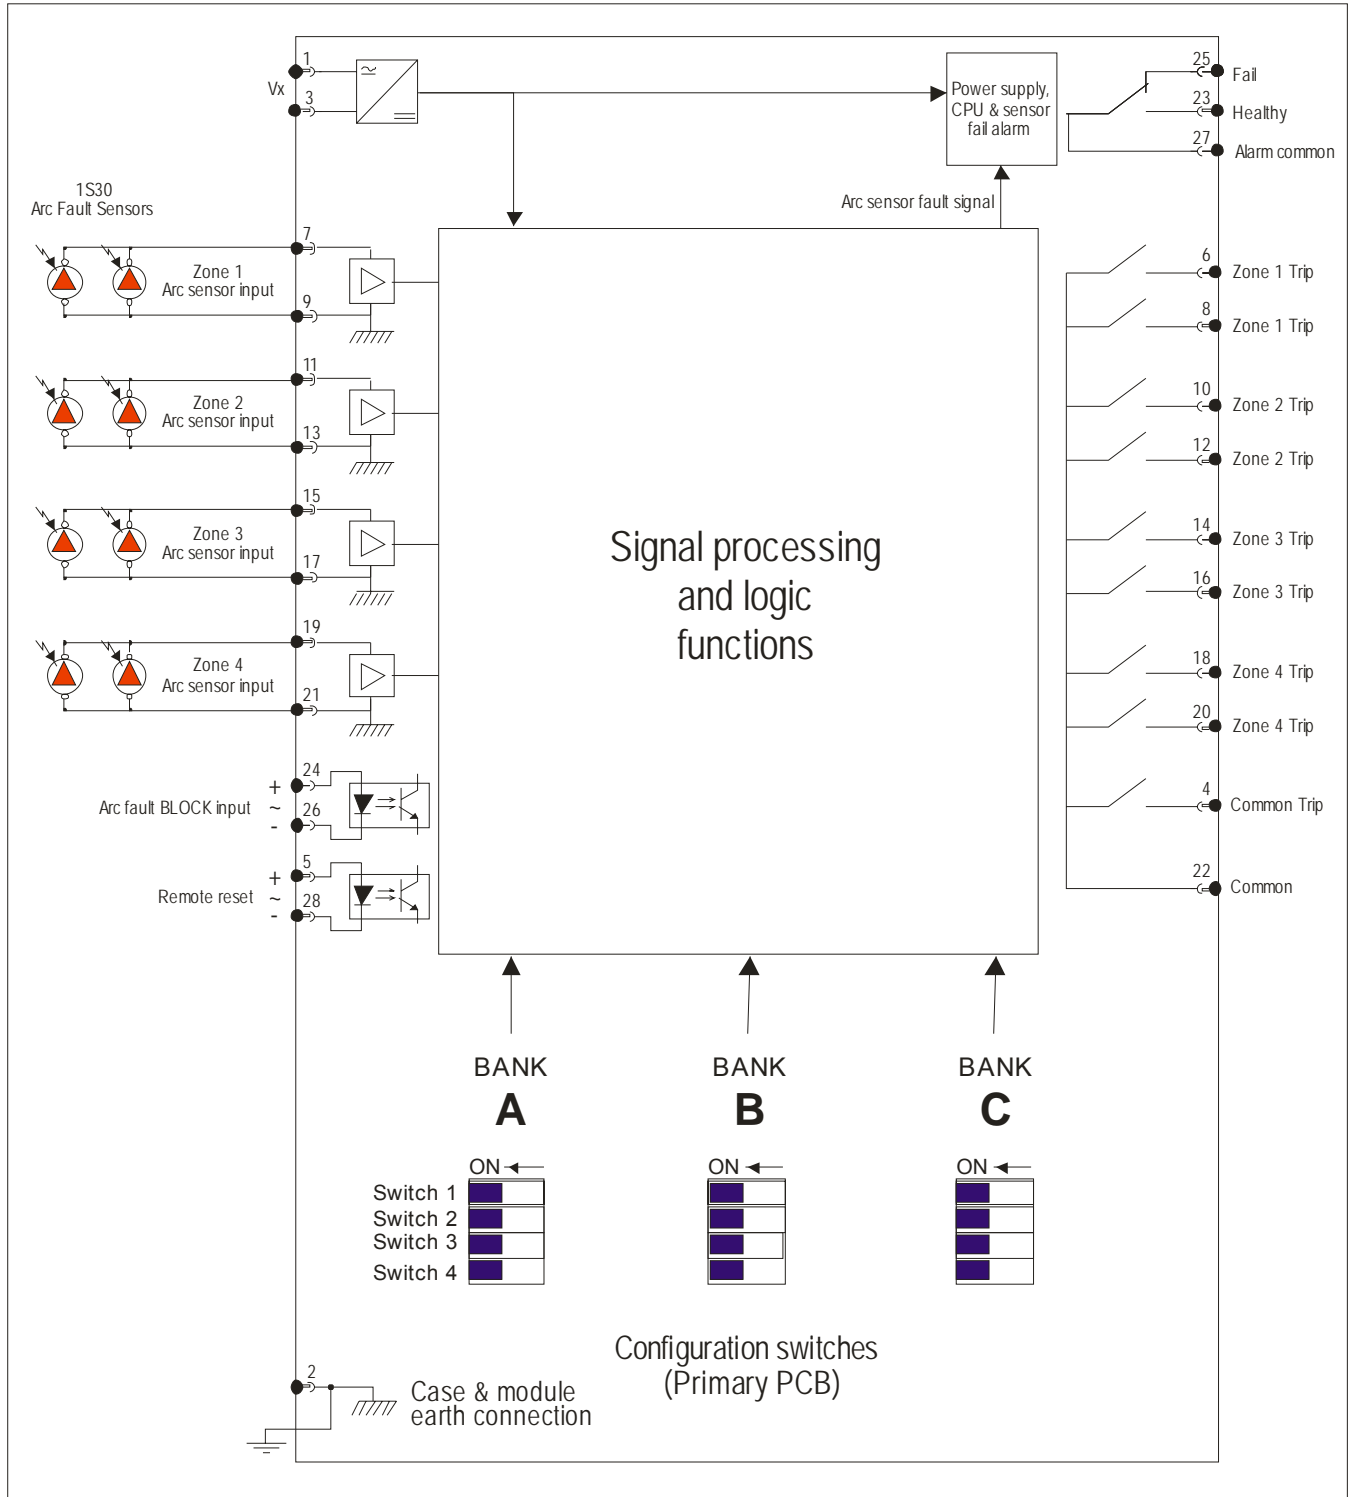 1
Vx
3
Power supply,
CPU & sensor
fail alarm
25
Fail
23
Healthy
27
Alarm common
1S30
Arc Fault Sensors
Arc sensor fault signal
7
Zone 1
Arc sensor input
9
11
Zone 2
Arc sensor input
13
15
Zone 3
Arc sensor input
17
19
Zone 4
Arc sensor input
21
24
+
Arc fault BLOCK input
~
26
-
5
+
Remote reset
~
28
-
Signal processing
and logic
functions
6
Zone 1 Trip
8
Zone 1 Trip
10
Zone 2 Trip
12
Zone 2 Trip
14
Zone 3 Trip
16
Zone 3 Trip
18
Zone 4 Trip
20
Zone 4 Trip
4
Common Trip
22
Common
BANK
A
BANK
B
BANK
C
ON
ON
ON
Switch 1
Switch 2
Switch 3
Switch 4
Configuration switches
(Primary PCB)
2
Case & module
earth connection